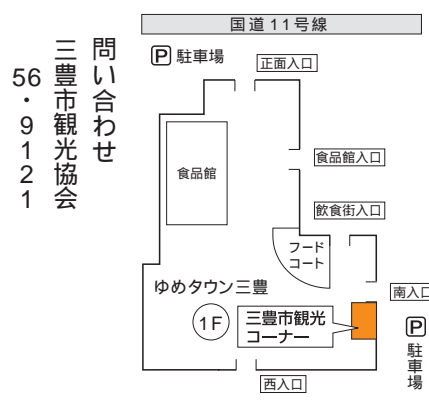 国道11号線
P 駐車場
正面入口
問い合わせ
三豊市観光協会
56・9121
食品館
食品館入口
飲食街入口
フード
コート
ゆめタウン三豊
南入口
1F
三豊市観光
コーナー
P
駐車場
西入口